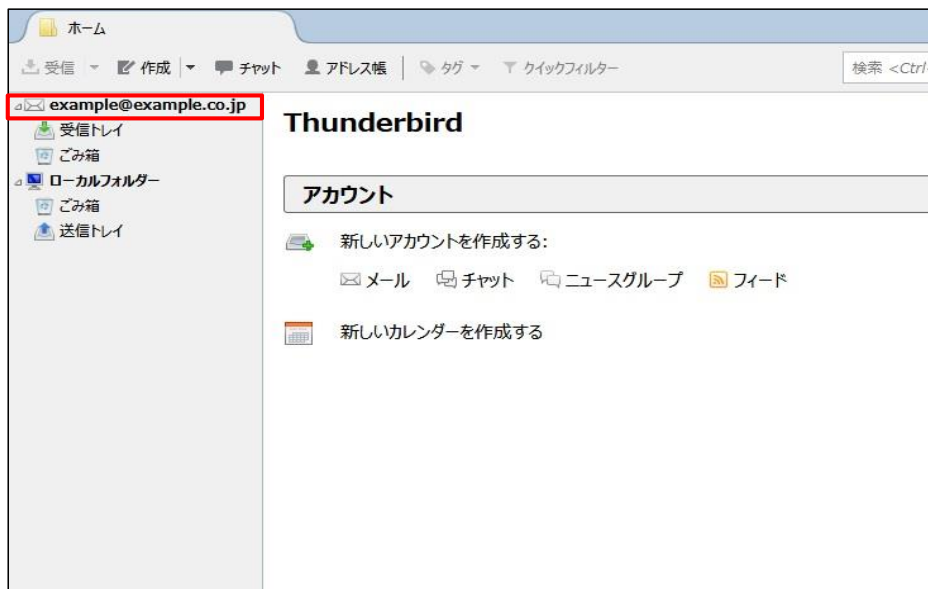 ホーム
受信 作成 チャット アドレス帳 タグ クイックフィルター 検索 <Ctrl
example@example.co.jp
受信トレイ
ごみ箱
ローカルフォルダー
ごみ箱
送信トレイ
Thunderbird
アカウント
新しいアカウントを作成する:
メール チャット ニュースグループ フィード
新しいカレンダーを作成する